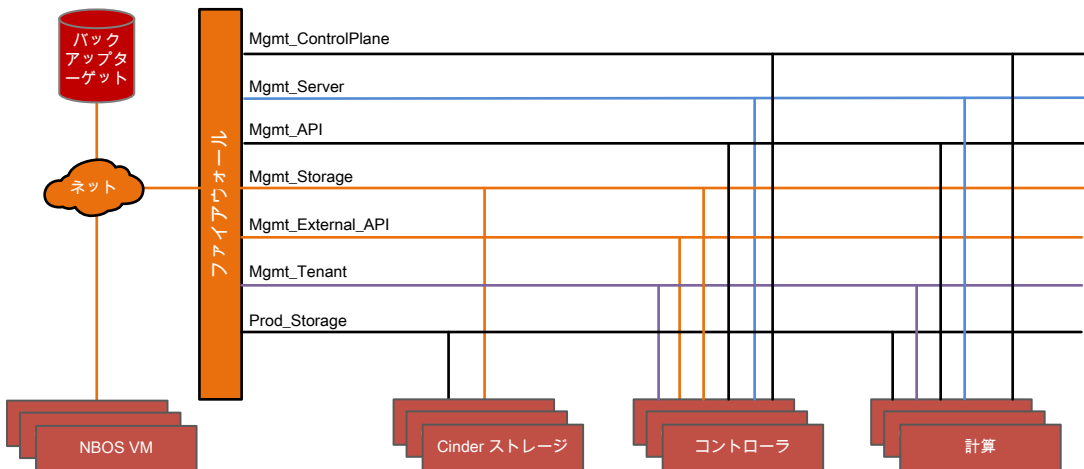 バック
アップタ
ーゲット
ネット
ファイアウォール
Mgmt_ControlPlane
Mgmt_Server
Mgmt_API
Mgmt_Storage
Mgmt_External_API
Mgmt_Tenant
Prod_Storage
NBOS VM
Cinder ストレージ
コントローラ
計算